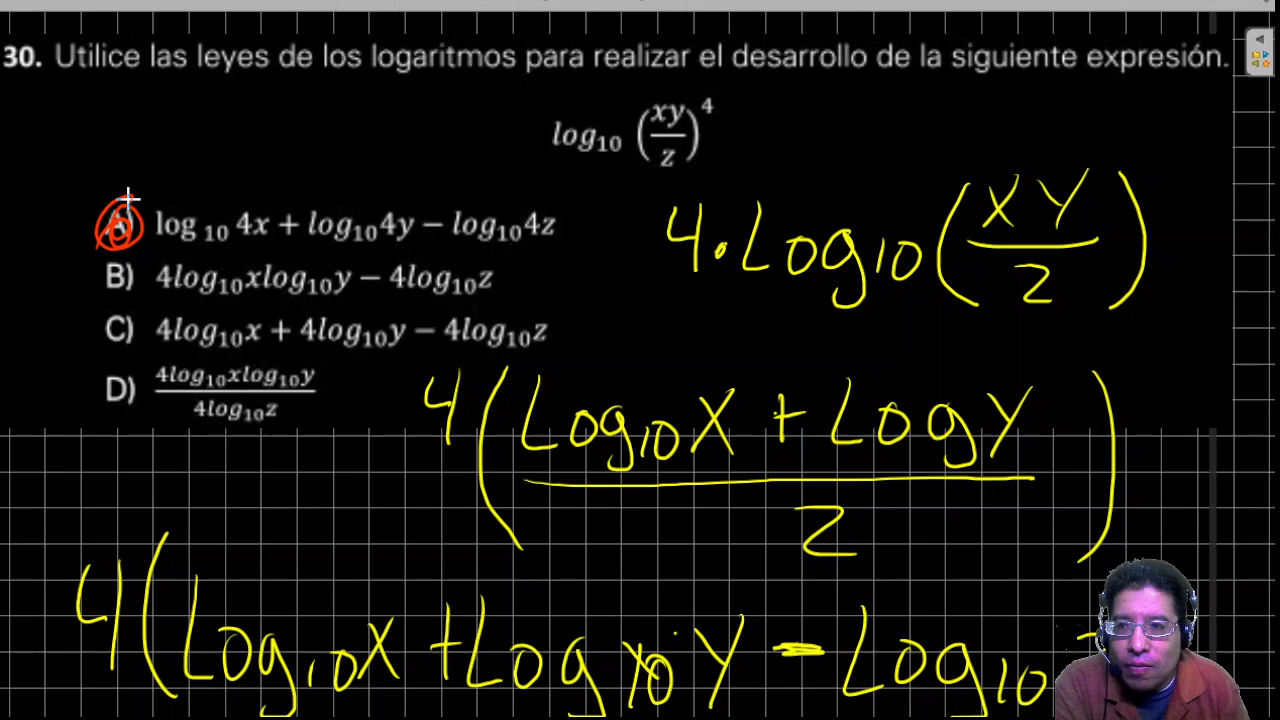 30. Utilice las leyes de los logaritmos para realizar el desarrollo de la siguiente expresión.
log₁₀ (xy/z)⁴
A) log ₁₀ 4x + log₁₀4y − log₁₀4z
B) 4log₁₀xlog₁₀y − 4log₁₀z
C) 4log₁₀x + 4log₁₀y − 4log₁₀z
D) 4log₁₀xlog₁₀y
4log₁₀z
4·Log₁₀(XY/Z)
4(Log₁₀X + LogY
Z)
4(Log₁₀X + Log₁₀Y − Log₁₀